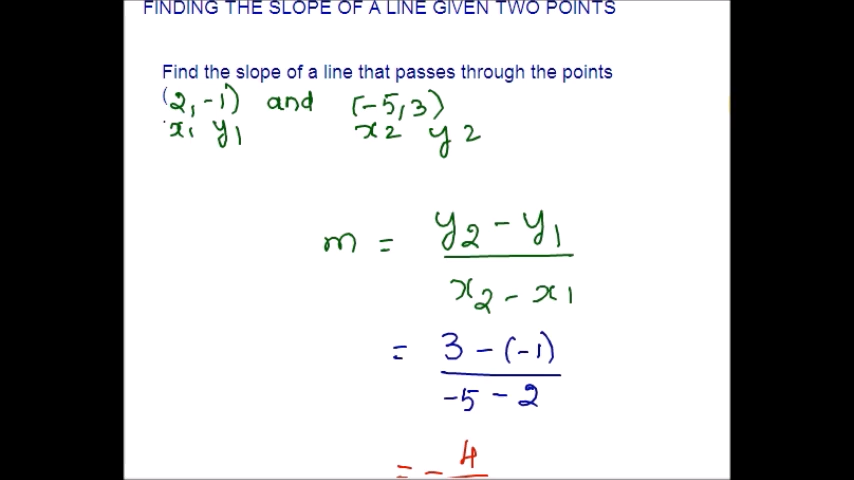 FINDING THE SLOPE OF A LINE GIVEN TWO POINTS
Find the slope of a line that passes through the points
(2, -1) and (-5, 3)
x1 y1 x2 y2
m = y2 - y1
x2 - x1
= 3 - (-1)
-5 - 2
= - 4